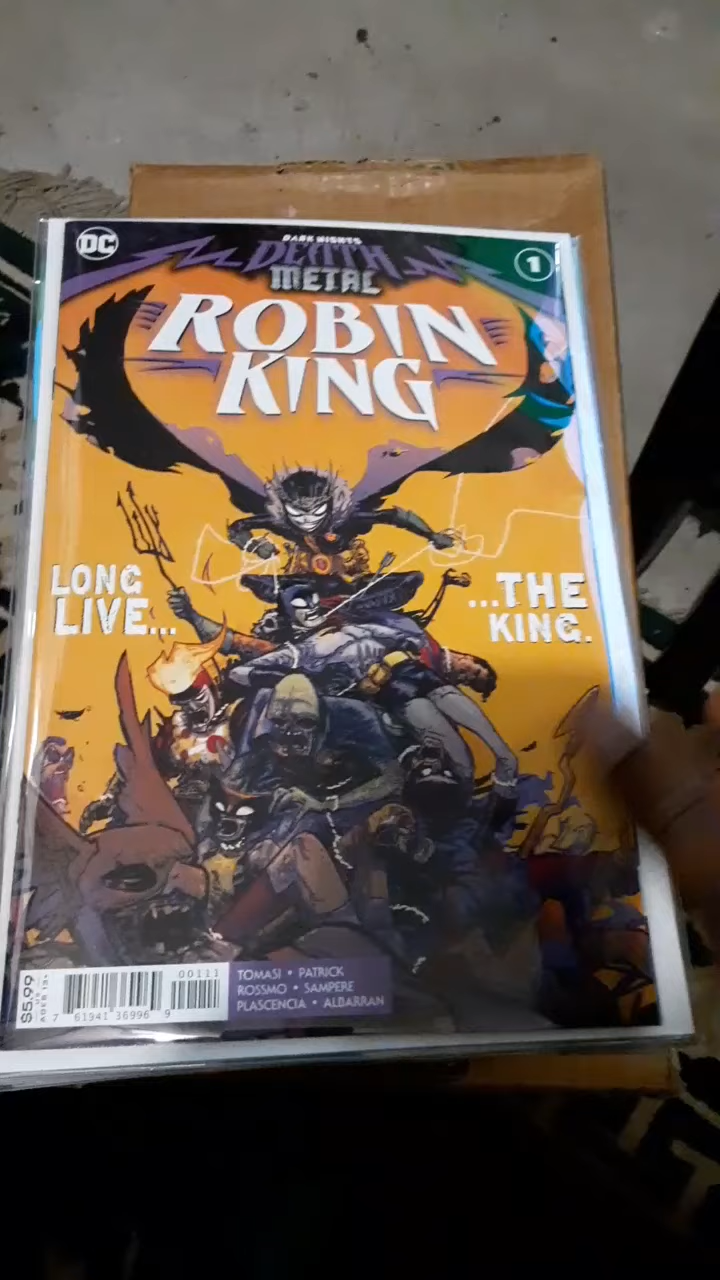 DC
DARK NIGHTS
DEATH
METAL
1
ROBIN
KING
LONG
LIVE...
...THE
KING.
$5.99
US
AGES 13+
00111
7 61941 36996 9
TOMASI • PATRICK
ROSSMO • SAMPERE
PLASCENCIA • ALBARRAN